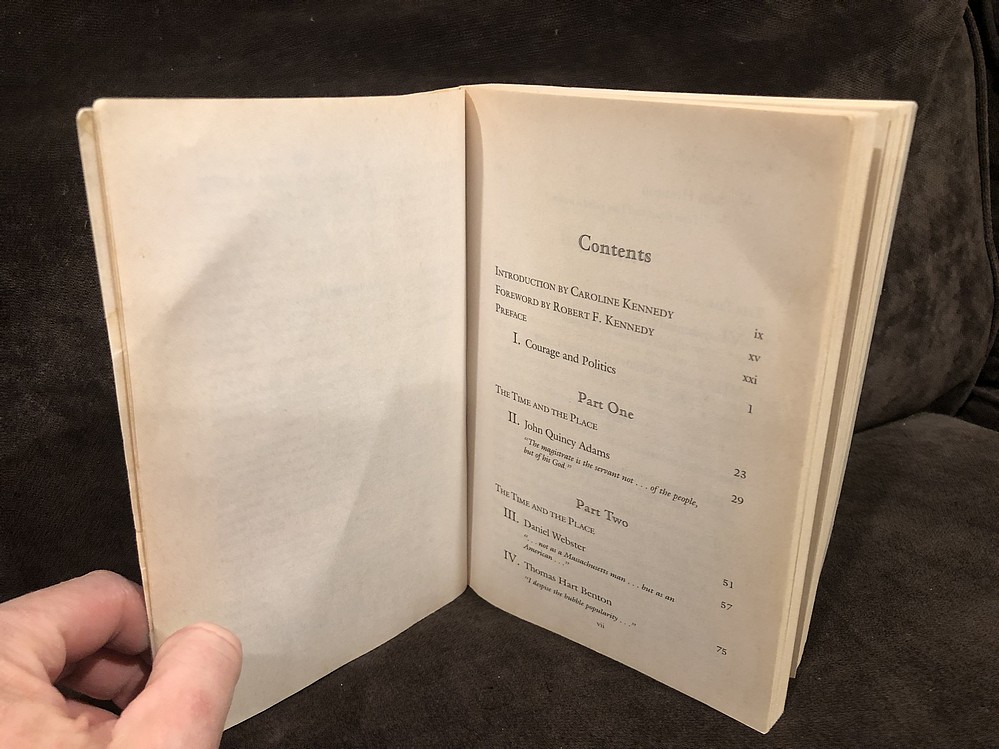 Contents
INTRODUCTION BY CAROLINE KENNEDY ix
FOREWORD BY ROBERT F. KENNEDY xv
PREFACE xxi
I. Courage and Politics 1
Part One
THE TIME AND THE PLACE 23
II. John Quincy Adams 29
"The magistrate is the servant not . . . of the people,
but of his God."
Part Two
THE TIME AND THE PLACE 51
III. Daniel Webster 57
". . . not as a Massachusetts man . . . but as an
American . . ."
IV. Thomas Hart Benton 75
"I despise the bubble popularity . . ."
vii